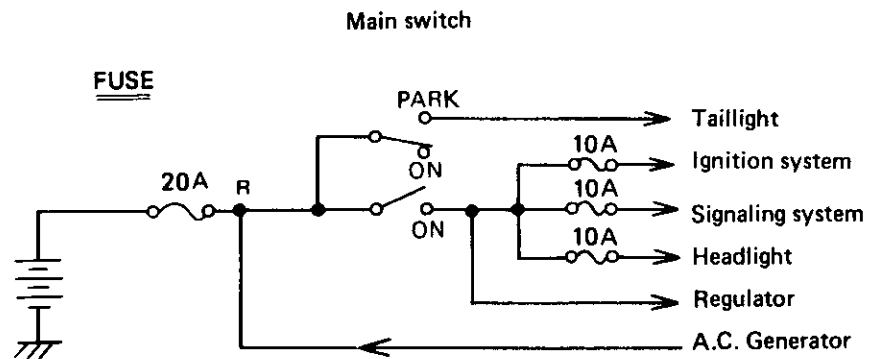 Main switch
FUSE
PARK
Taillight
10A
Ignition system
ON
20A
R
10A
Signaling system
ON
10A
Headlight
Regulator
A.C. Generator